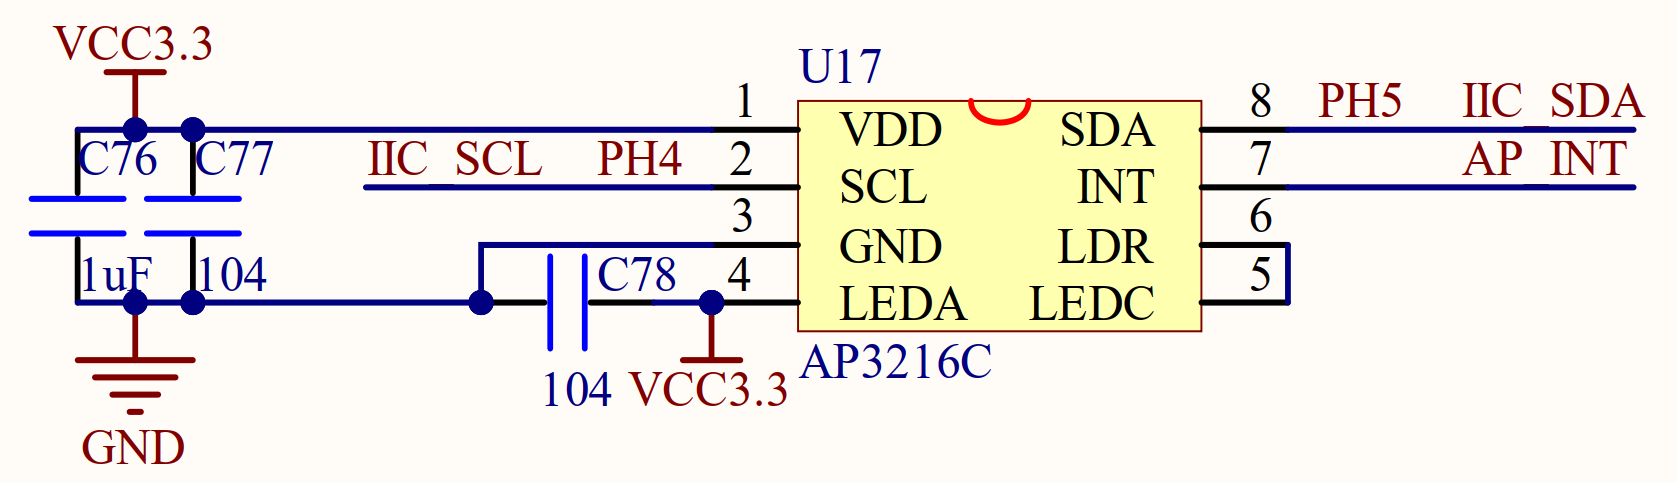 VCC3.3
U17
1 8 PH5 IIC_SDA
VDD SDA
C76 C77 IIC_SCL PH4 2 7 AP_INT
SCL INT
3 6
GND LDR
1uF 104 C78 4 5
LEDA LEDC
104 VCC3.3 AP3216C
GND